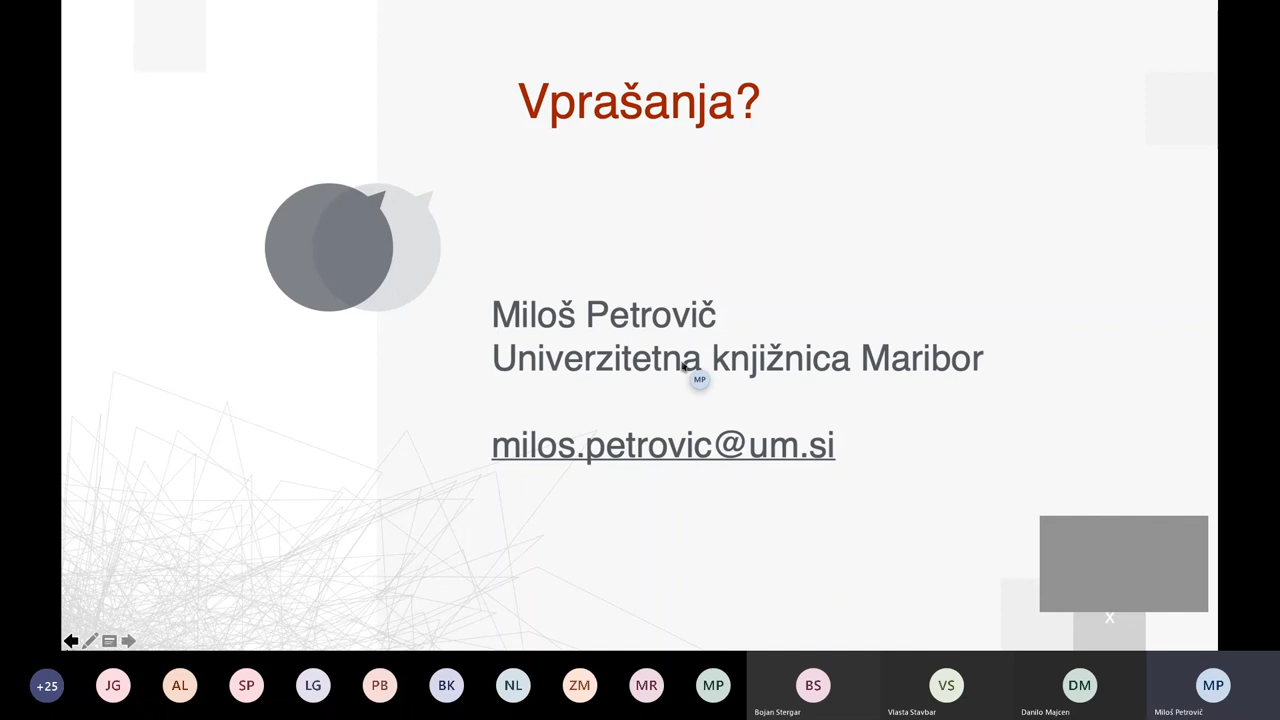 Vprašanja?
Miloš Petrovič
Univerzitetna knjižnica Maribor
MP
milos.petrovic@um.si
x
+25
JG
AL
SP
LG
PB
BK
NL
ZM
MR
MP
BS
Bojan Stergar
VS
Vlasta Stavbar
DM
Danilo Majcen
MP
Miloš Petrovič